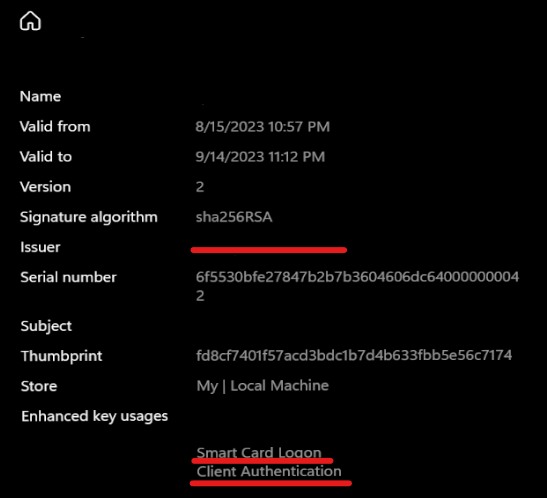 Name
Valid from 8/15/2023 10:57 PM
Valid to 9/14/2023 11:12 PM
Version 2
Signature algorithm sha256RSA
Issuer
Serial number 6f5530bfe27847b2b7b3604606dc64000000004
2
Subject
Thumbprint fd8cf7401f57acd3bdc1b7d4b633fbb5e56c7174
Store My | Local Machine
Enhanced key usages
Smart Card Logon
Client Authentication